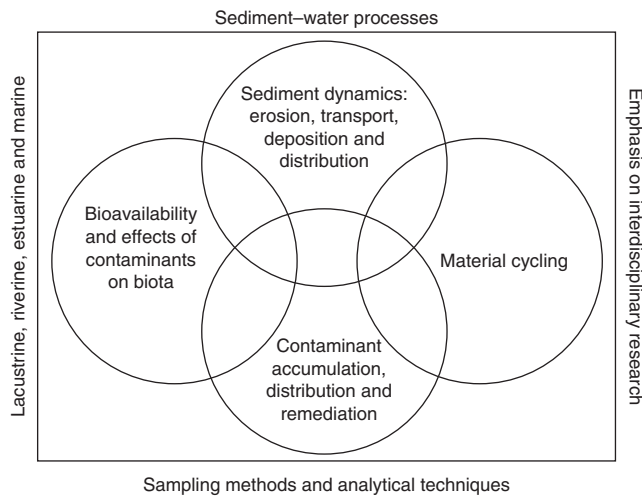 Sediment–water processes
Lacustrine, riverine, estuarine and marine
Sediment dynamics:
erosion, transport,
deposition and
distribution
Bioavailability
and effects of
contaminants
on biota
Material cycling
Contaminant
accumulation,
distribution and
remediation
Emphasis on interdisciplinary research
Sampling methods and analytical techniques